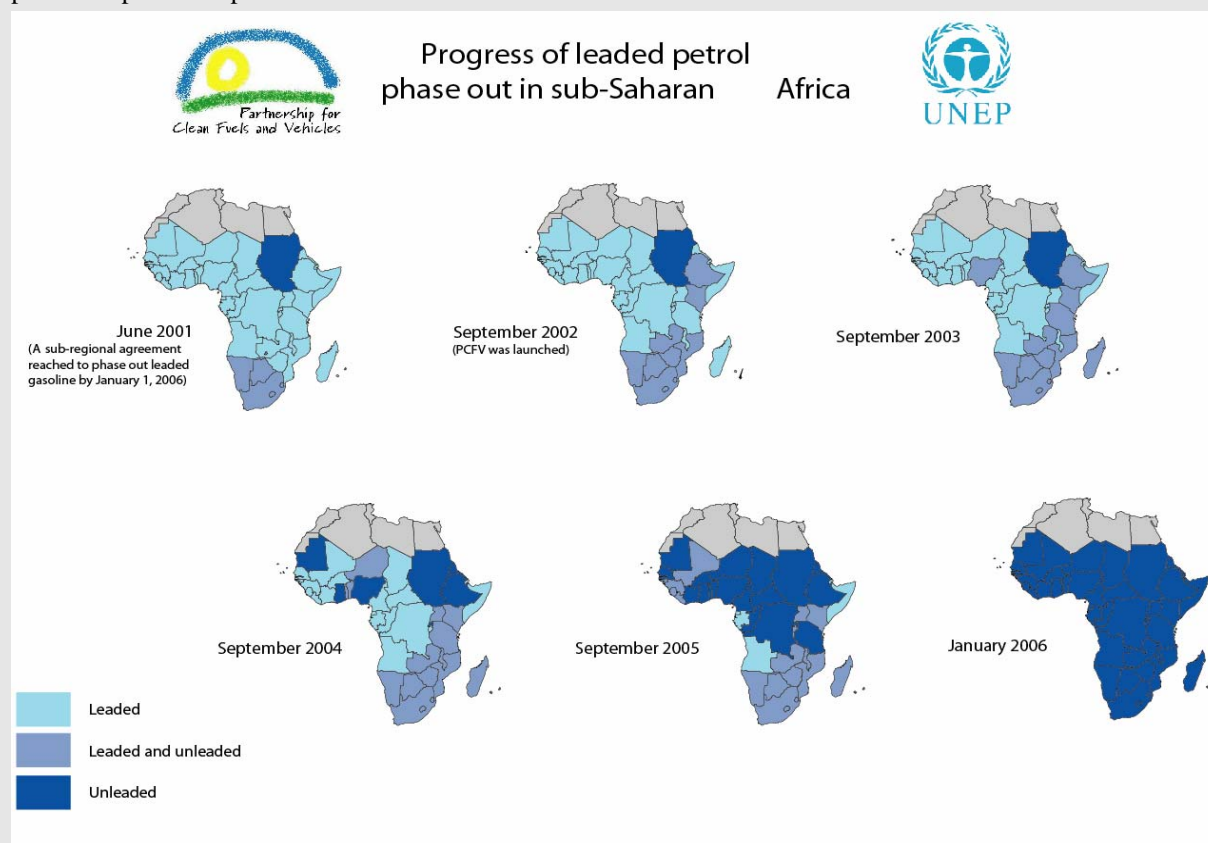 Progress of leaded petrol
phase out in sub-Saharan Africa
Partnership for
Clean Fuels and Vehicles
UNEP
June 2001
(A sub-regional agreement
reached to phase out leaded
gasoline by January 1, 2006)
September 2002
(PCFV was launched)
September 2003
September 2004
September 2005
January 2006
Leaded
Leaded and unleaded
Unleaded